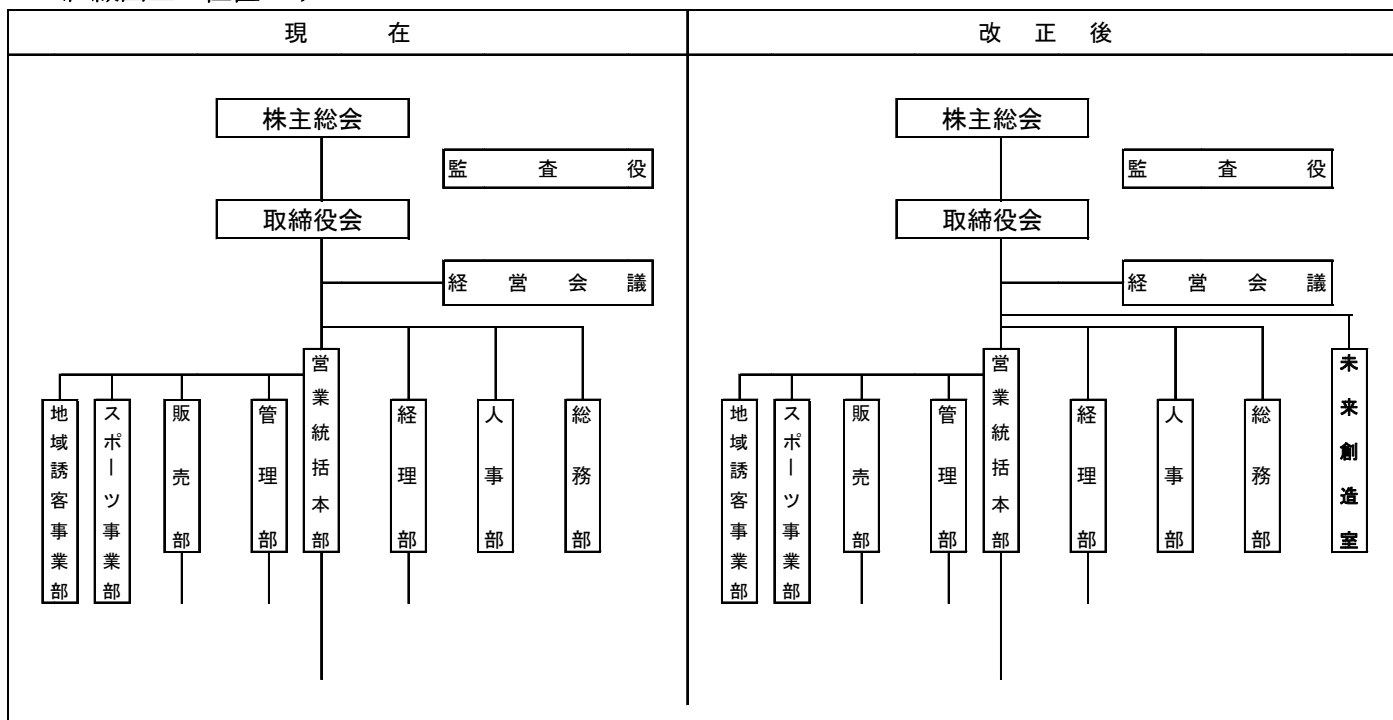 現在
株主総会
監査役
取締役会
経営会議
営業統括本部
地域誘客事業部
スポーツ事業部
販売部
管理部
経理部
人事部
総務部
改正後
株主総会
監査役
取締役会
経営会議
営業統括本部
未来創造室
地域誘客事業部
スポーツ事業部
販売部
管理部
経理部
人事部
総務部